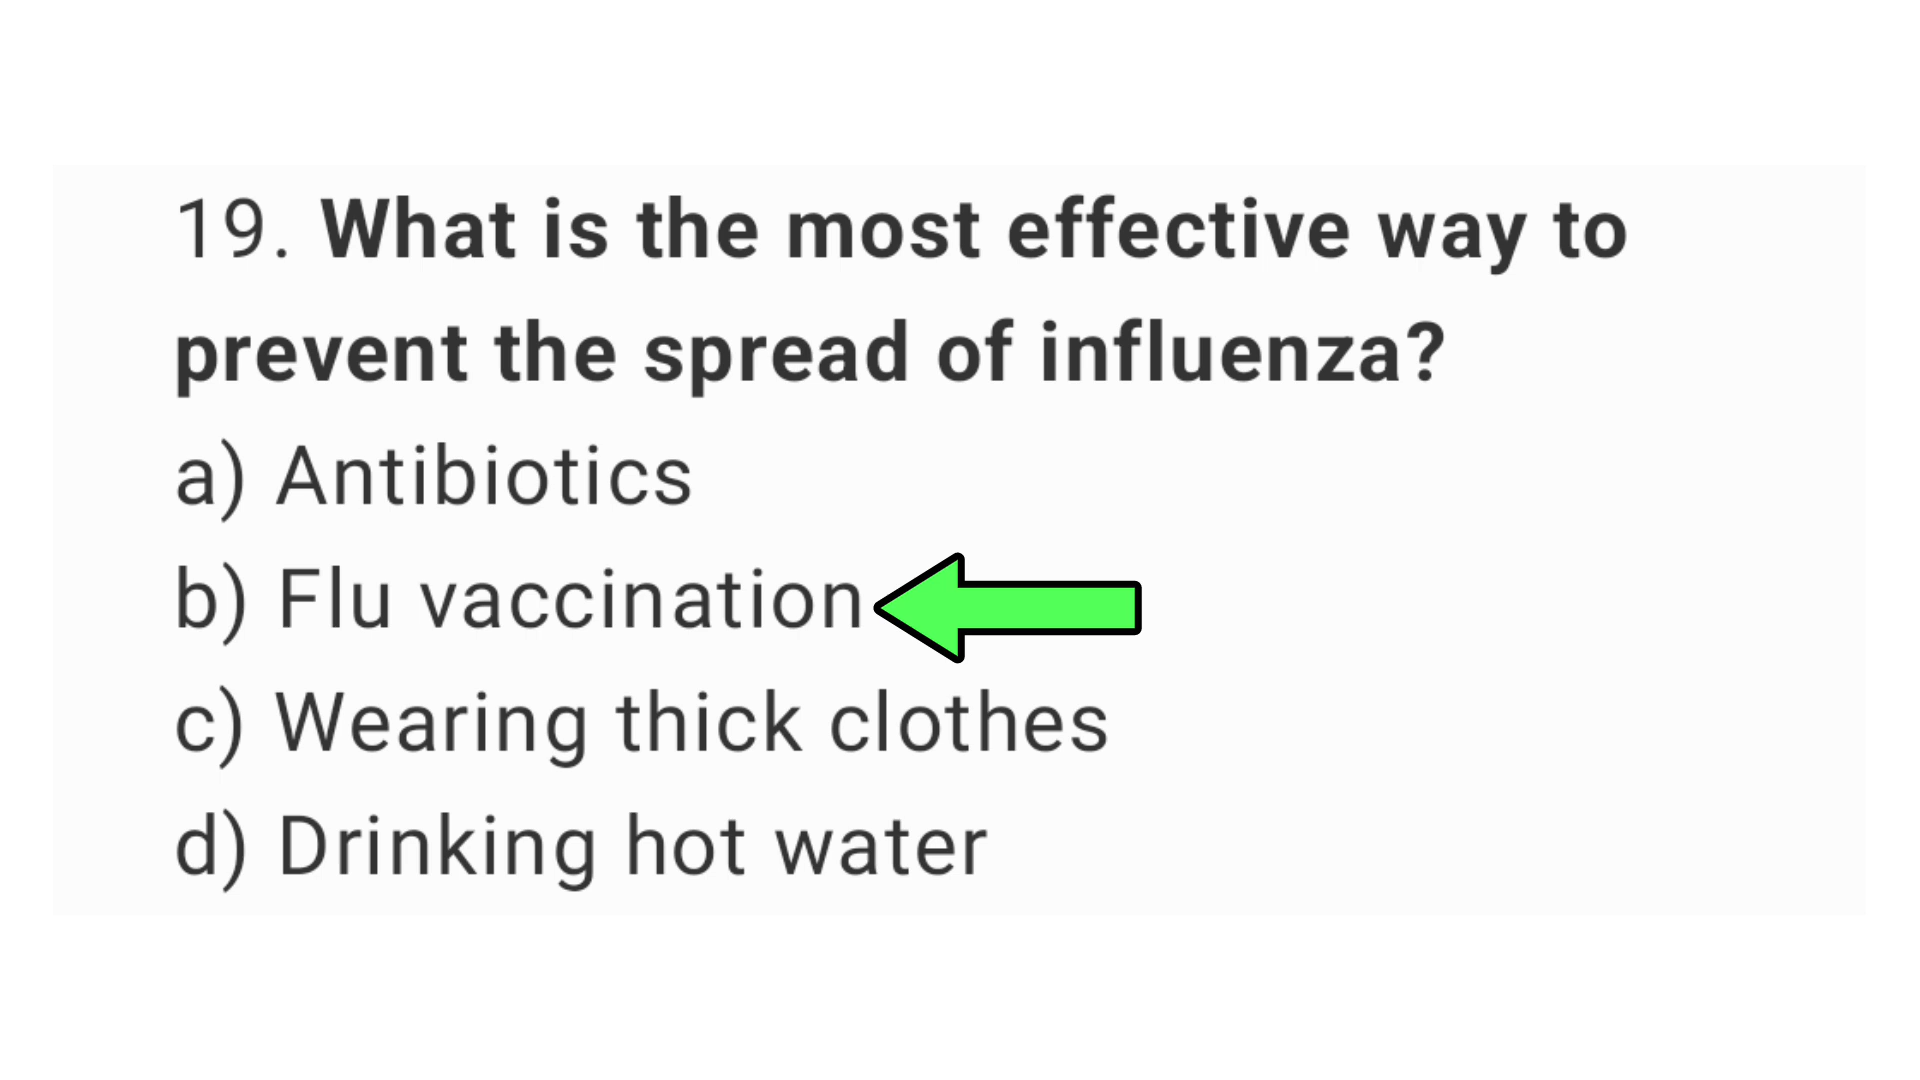 19. What is the most effective way to
prevent the spread of influenza?
a) Antibiotics
b) Flu vaccination
c) Wearing thick clothes
d) Drinking hot water